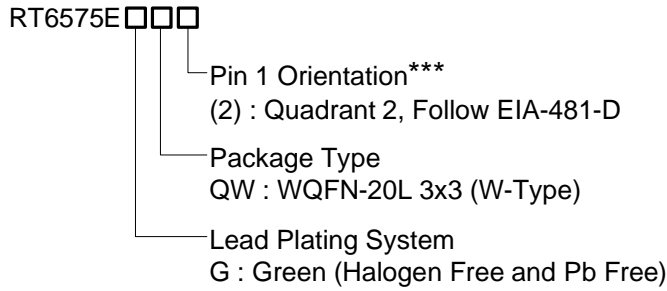 RT6575E□□□
Pin 1 Orientation***
(2) : Quadrant 2, Follow EIA-481-D
Package Type
QW : WQFN-20L 3x3 (W-Type)
Lead Plating System
G : Green (Halogen Free and Pb Free)